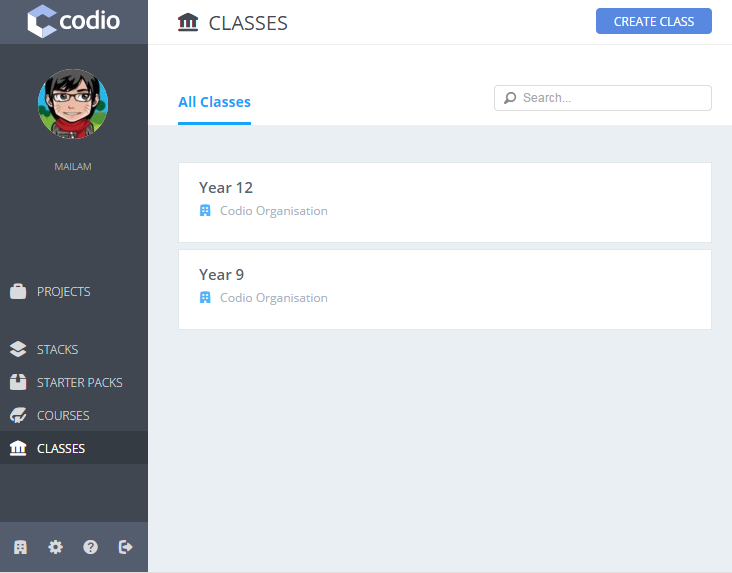 codio
CLASSES
CREATE CLASS
MAILAM
All Classes
Search...
Year 12
Codio Organisation
Year 9
Codio Organisation
PROJECTS
STACKS
STARTER PACKS
COURSES
CLASSES